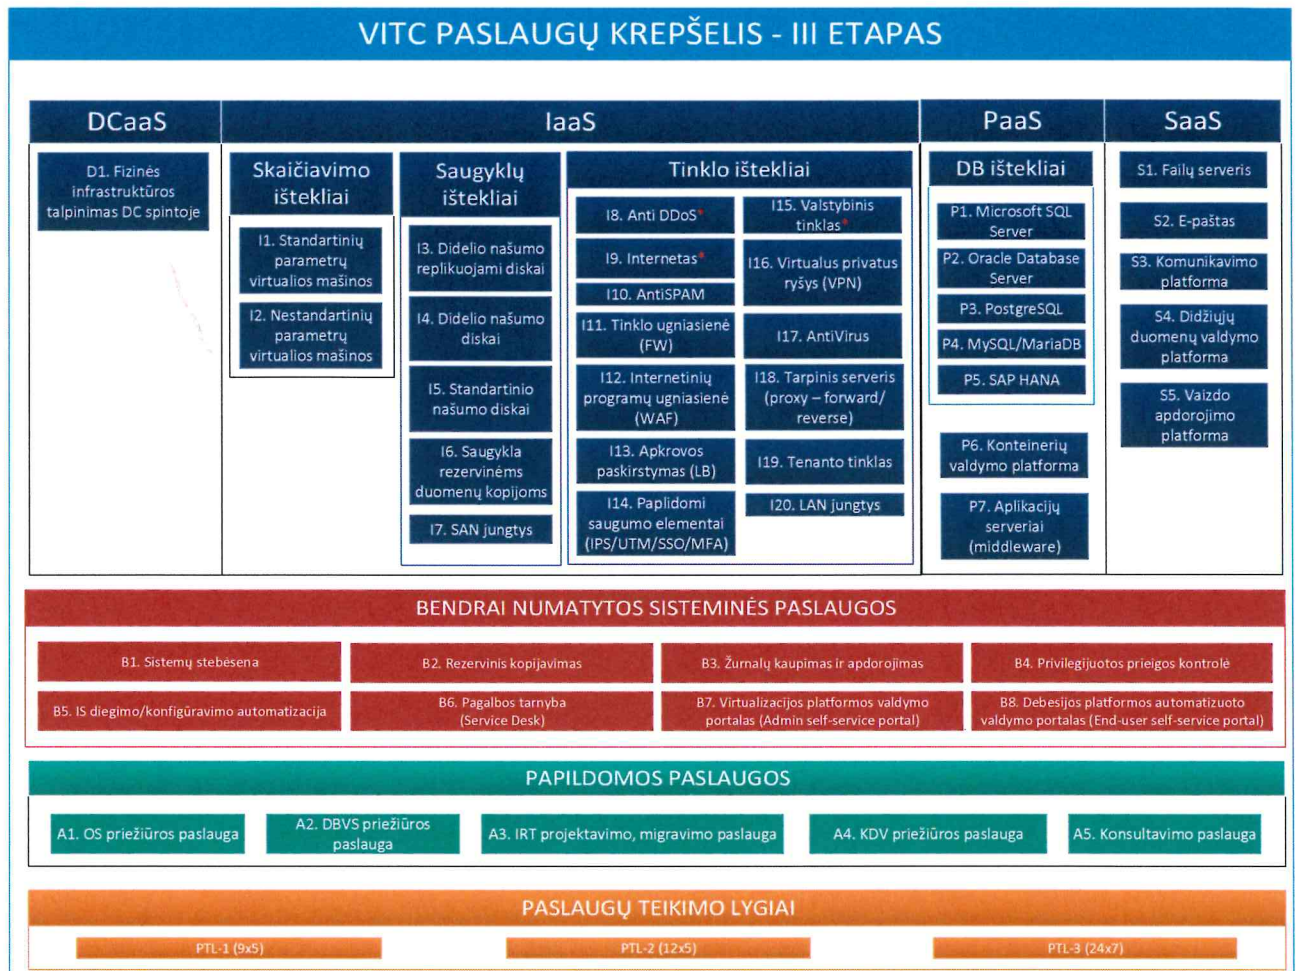 VITC PASLAUGŲ KREPŠELIS - III ETAPAS
DCaaS
D1. Fizinės
infrastruktūros
talpinimas DC spintoje
IaaS
Skaičiavimo
ištekliai
I1. Standartinių
parametrų
virtualios mašinos
I2. Nestandartinių
parametrų
virtualios mašinos
Saugyklų
ištekliai
I3. Didelio našumo
replikuojami diskai
I4. Didelio našumo
diskai
I5. Standartinio
našumo diskai
I6. Saugykla
rezervinėms
duomenų kopijoms
I7. SAN jungtys
Tinklo ištekliai
I8. Anti DDoS*
I9. Internetas*
I10. AntiSPAM
I11. Tinklo ugniasienė
(FW)
I12. Internetinių
programų ugniasienė
(WAF)
I13. Apkrovos
paskirstymas (LB)
I14. Paplidomi
saugumo elementai
(IPS/UTM/SSO/MFA)
I15. Valstybinis
tinklas*
I16. Virtualus privatus
ryšys (VPN)
I17. AntiVirus
I18. Tarpinis serveris
(proxy – forward/
reverse)
I19. Tenanto tinklas
I20. LAN jungtys
PaaS
DB ištekliai
P1. Microsoft SQL
Server
P2. Oracle Database
Server
P3. PostgreSQL
P4. MySQL/MariaDB
P5. SAP HANA
P6. Konteinerių
valdymo platforma
P7. Aplikacijų
serveriai
(middleware)
SaaS
S1. Failų serveris
S2. E-paštas
S3. Komunikavimo
platforma
S4. Didžiųjų
duomenų valdymo
platforma
S5. Vaizdo
apdorojimo
platforma
BENDRAI NUMATYTOS SISTEMINĖS PASLAUGOS
B1. Sistemų stebėsena
B2. Rezervinis kopijavimas
B3. Žurnalų kaupimas ir apdorojimas
B4. Privilegijuotos prieigos kontrolė
B5. IS diegimo/konfigūravimo automatizacija
B6. Pagalbos tarnyba
(Service Desk)
B7. Virtualizacijos platformos valdymo
portalas (Admin self-service portal)
B8. Debesijos platformos automatizuoto
valdymo portalas (End-user self-service portal)
PAPILDOMOS PASLAUGOS
A1. OS priežiūros paslauga
A2. DBVS priežiūros
paslauga
A3. IRT projektavimo, migravimo paslauga
A4. KDV priežiūros paslauga
A5. Konsultavimo paslauga
PASLAUGŲ TEIKIMO LYGIAI
PTL-1 (9x5)
PTL-2 (12x5)
PTL-3 (24x7)